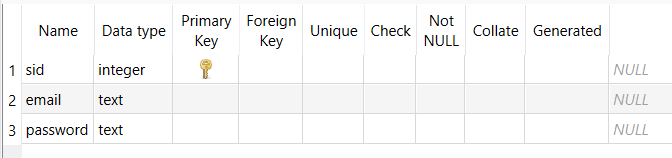 Name Data type Primary Key Foreign Key Unique Check Not NULL Collate Generated
1 sid integer NULL
2 email text NULL
3 password text NULL